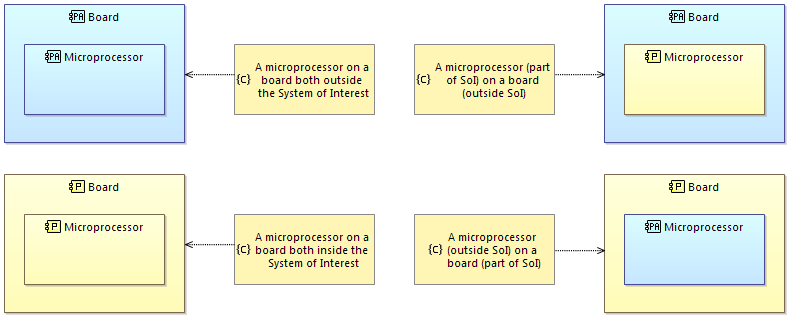 PA Board
PA Microprocessor
{C} A microprocessor on a
board both outside
the System of Interest
A microprocessor (part
{C} of SoI) on a board
(outside SoI)
PA Board
P Microprocessor
P Board
P Microprocessor
A microprocessor on a
{C} board both inside the
System of Interest
A microprocessor
{C} (outside SoI) on a
board (part of SoI)
P Board
PA Microprocessor